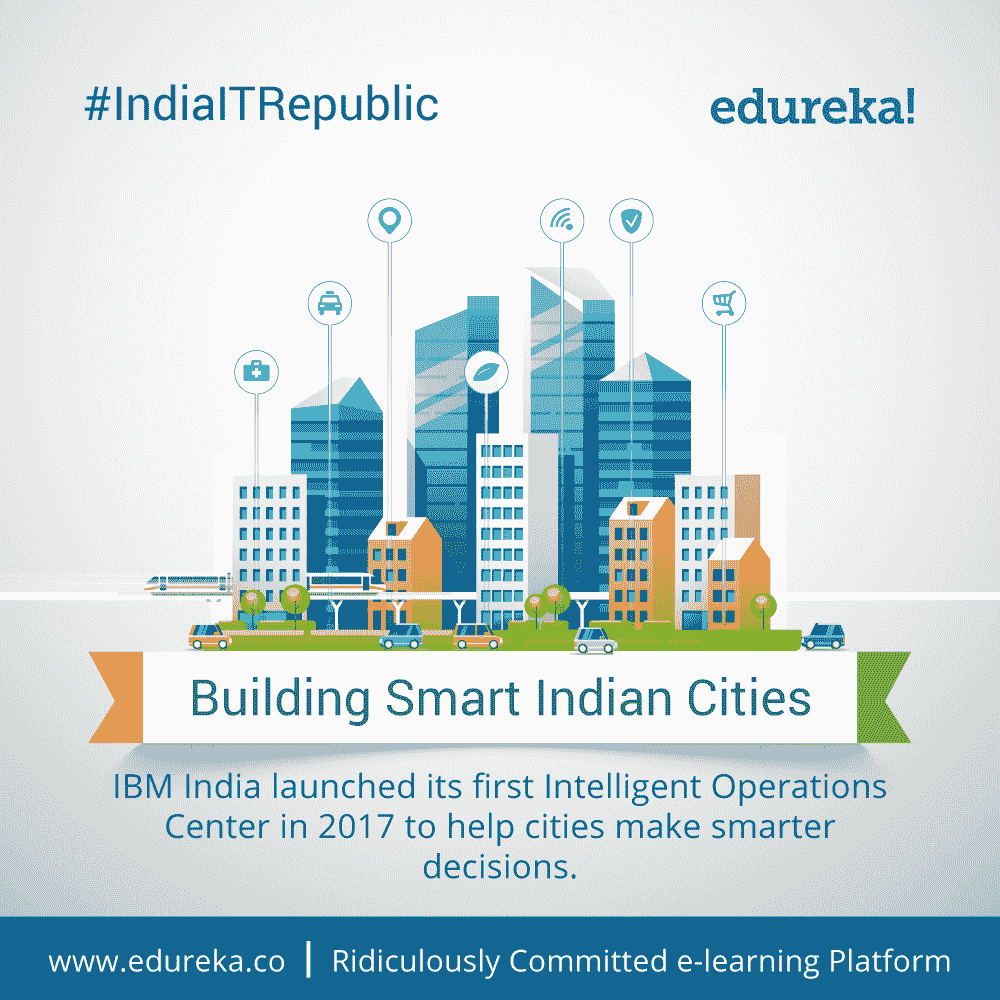 #IndiaITRepublic
edureka!
Building Smart Indian Cities
IBM India launched its first Intelligent Operations
Center in 2017 to help cities make smarter
decisions.
www.edureka.co | Ridiculously Committed e-learning Platform